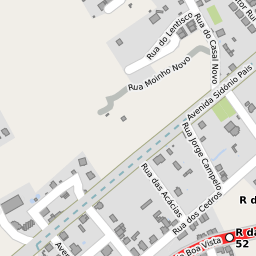 Rua do Lentisco
Rua do Casal Novo
Rua Moinho Novo
Avenida Sidónio Pais
Rua Jorge Campelo
Rua das Acácias
Rua dos Cedros
R d
R da
52
Boa Vista